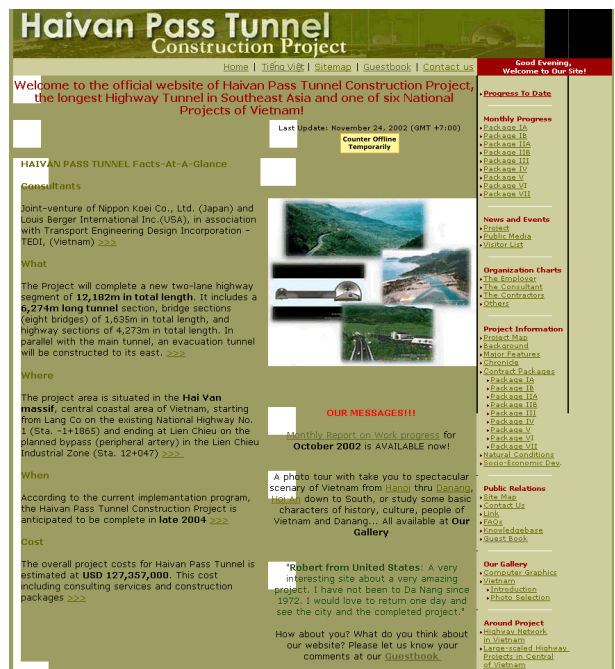 Haivan Pass Tunnel
Construction Project
Home | Tiếng Việt | Sitemap | Guestbook | Contact us
Good Evening,
Welcome to Our Site!
Welcome to the official website of Haivan Pass Tunnel Construction Project,
the longest Highway Tunnel in Southeast Asia and one of six National
Projects of Vietnam!
Last Update: November 24, 2002 (GMT +7:00)
Counter Offline
Temporarily
HAIVAN PASS TUNNEL Facts-At-A-Glance
Consultants
Joint-venture of Nippon Koei Co., Ltd. (Japan) and
Louis Berger International Inc.(USA), in association
with Transport Engineering Design Incorporation -
TEDI, (Vietnam) >>>
What
The Project will complete a new two-lane highway
segment of 12,182m in total length. It includes a
6,274m long tunnel section, bridge sections
(eight bridges) of 1,635m in total length, and
highway sections of 4,273m in total length. In
parallel with the main tunnel, an evacuation tunnel
will be constructed to its east. >>>
Where
The project area is situated in the Hai Van
massif, central coastal area of Vietnam, starting
from Lang Co on the existing National Highway No.
1 (Sta. -1+1865) and ending at Lien Chieu on the
planned bypass (peripheral artery) in the Lien Chieu
Industrial Zone (Sta. 12+047) >>>
When
According to the current implemantation program,
the Haivan Pass Tunnel Construction Project is
anticipated to be complete in late 2004 >>>
Cost
The overall project costs for Haivan Pass Tunnel is
estimated at USD 127,357,000. This cost
including consulting services and construction
packages >>>
OUR MESSAGES!!!
Monthly Report on Work progress for
October 2002 is AVAILABLE now!
A photo tour with take you to spectacular
scenary of Vietnam from Hanoi thru Danang,
Hoi An down to South, or study some basic
characters of history, culture, people of
Vietnam and Danang... All available at Our
Gallery
"Robert from United States: A very
interesting site about a very amazing
project. I have not been to Da Nang since
1972. I would love to return one day and
see the city and the completed project."
How about you? What do you think about
our website? Please let us know your
comments at our Guestbook
Progress To Date
Monthly Progress
Package IA
Package IB
Package IIA
Package IIB
Package III
Package IV
Package V
Package VI
Package VII
News and Events
Project
Public Media
Visitor List
Organization Charts
The Employer
The Consultant
The Contractors
Others
Project Information
Project Map
Background
Major Features
Chronicle
Contract Packages
Package IA
Package IB
Package IIA
Package IIB
Package III
Package IV
Package V
Package VI
Package VII
Natural Conditions
Socio-Economic Dev.
Public Relations
Site Map
Contact Us
Link
FAQs
Knowledgebase
Guest Book
Our Gallery
Computer Graphics
Vietnam
Introduction
Photo Selection
Around Project
Highway Network
in Vietnam
Large-scaled Highway
Projects in Central
of Vietnam